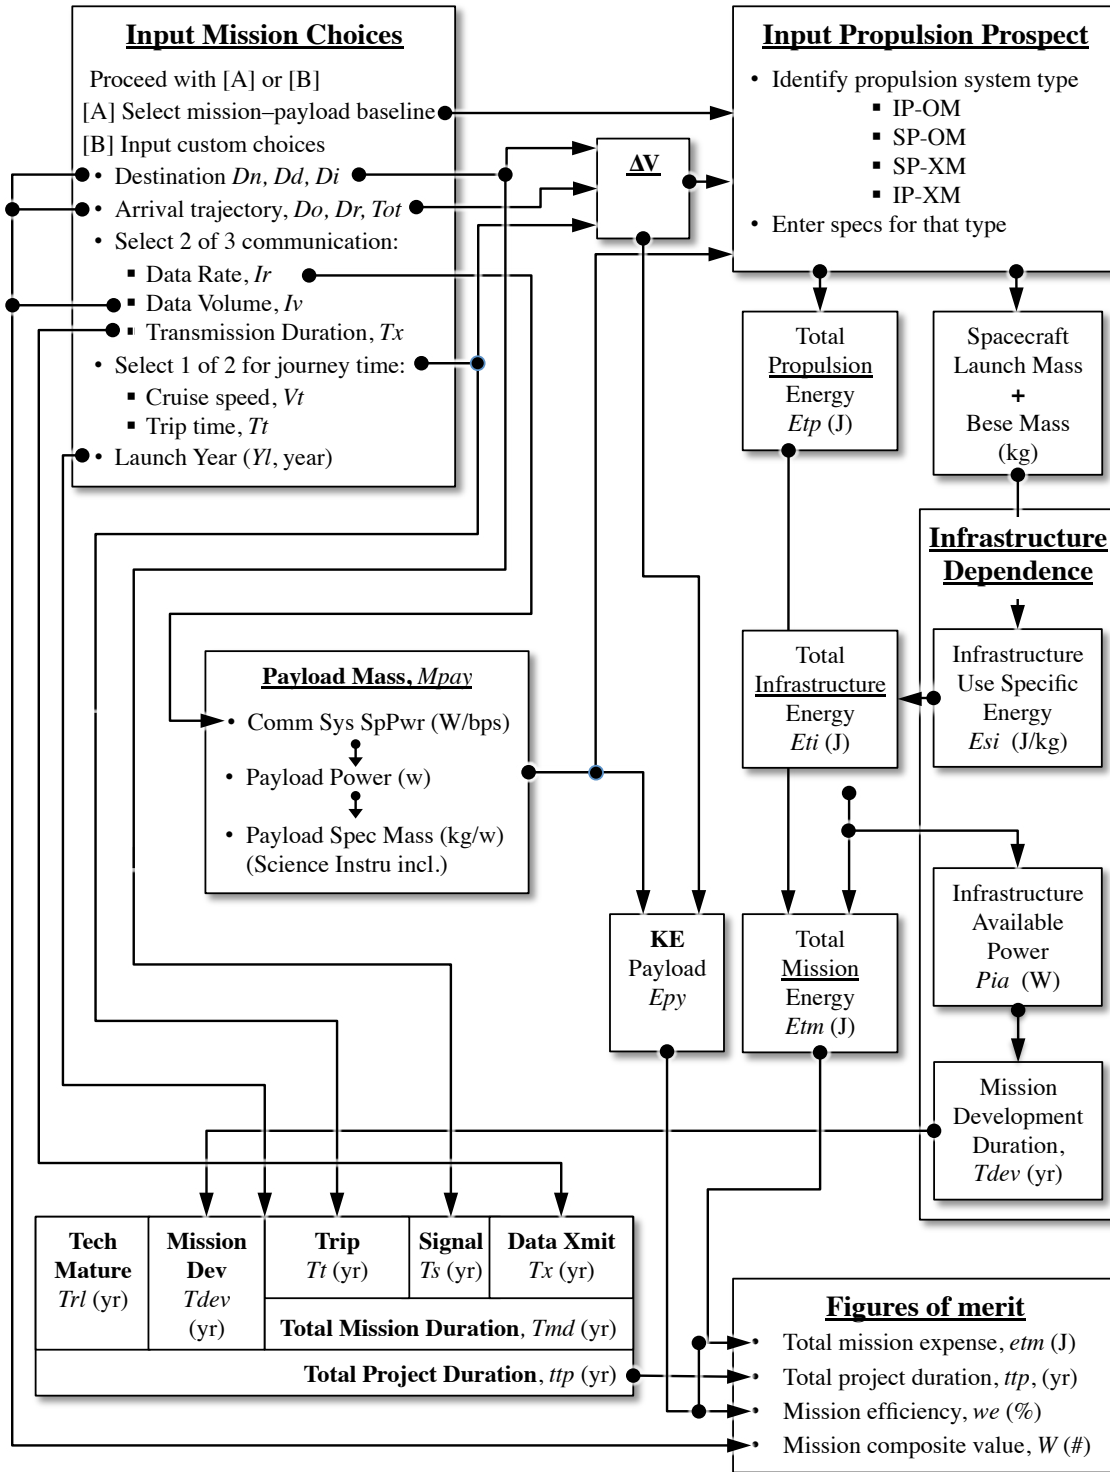 Input Mission Choices
Proceed with [A] or [B]
[A] Select mission–payload baseline
[B] Input custom choices
• Destination Dn, Dd, Di
• Arrival trajectory, Do, Dr, Tot
• Select 2 of 3 communication:
▪ Data Rate, Ir
▪ Data Volume, Iv
▪ Transmission Duration, Tx
• Select 1 of 2 for journey time:
▪ Cruise speed, Vt
▪ Trip time, Tt
• Launch Year (Yl, year)
ΔV
Input Propulsion Prospect
• Identify propulsion system type
▪ IP-OM
▪ SP-OM
▪ SP-XM
▪ IP-XM
• Enter specs for that type
Total
Propulsion
Energy
Etp (J)
Spacecraft
Launch Mass
+
Bese Mass
(kg)
Infrastructure
Dependence
Infrastructure
Use Specific
Energy
Esi (J/kg)
Total
Infrastructure
Energy
Eti (J)
Payload Mass, Mpay
• Comm Sys SpPwr (W/bps)
• Payload Power (w)
• Payload Spec Mass (kg/w)
(Science Instru incl.)
KE
Payload
Epy
Total
Mission
Energy
Etm (J)
Infrastructure
Available
Power
Pia (W)
Mission
Development
Duration,
Tdev (yr)
Tech
Mature
Trl (yr)
Mission
Dev
Tdev
(yr)
Trip
Tt (yr)
Signal
Ts (yr)
Data Xmit
Tx (yr)
Total Mission Duration, Tmd (yr)
Total Project Duration, ttp (yr)
Figures of merit
• Total mission expense, etm (J)
• Total project duration, ttp, (yr)
• Mission efficiency, we (%)
• Mission composite value, W (#)